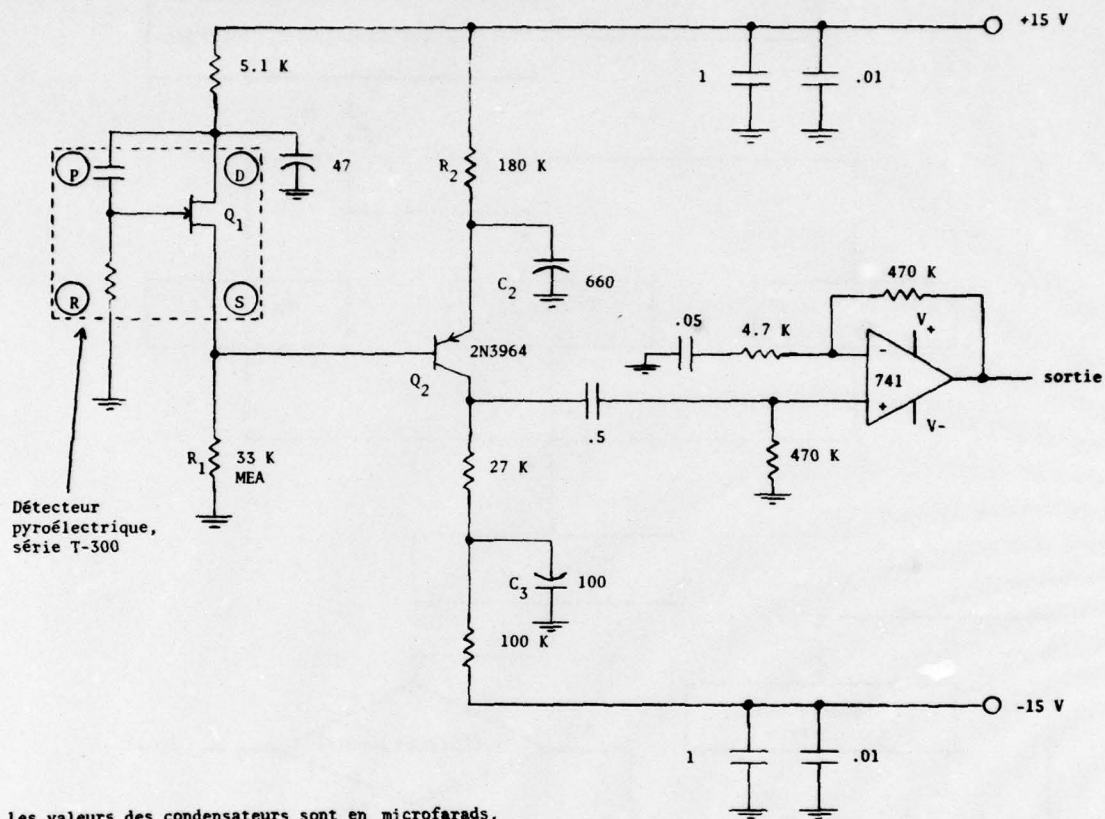 +15 V
5.1 K
1
.01
47
P
D
Q1
R
S
R2
180 K
C2
660
2N3964
Q2
.05
4.7 K
470 K
V+
-
741
+
V-
sortie
.5
470 K
R1
33 K
MEA
27 K
C3
100
100 K
Détecteur
pyroélectrique,
série T-300
-15 V
1
.01
les valeurs des condensateurs sont en microfarads.